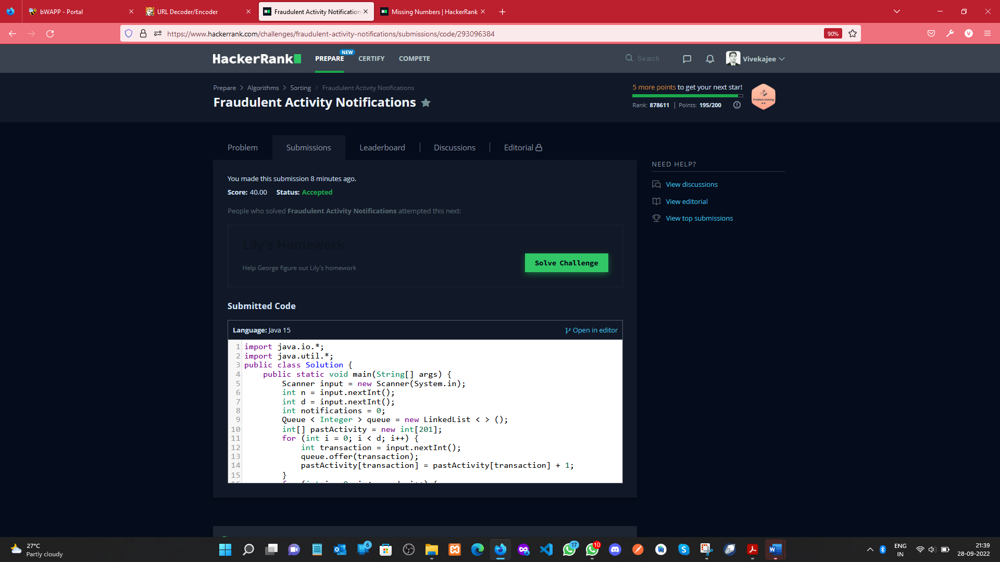 bWAPP - Portal
URL Decoder/Encoder
Fraudulent Activity Notification
Missing Numbers | HackerRank
https://www.hackerrank.com/challenges/fraudulent-activity-notifications/submissions/code/293096384
90%
V
HackerRank
PREPARE
NEW
CERTIFY
COMPETE
Search
Vivekajee
Prepare > Algorithms > Sorting > Fraudulent Activity Notifications
Fraudulent Activity Notifications
5 more points to get your next star!
Rank: 878611 | Points: 195/200
Problem Solving
Problem
Submissions
Leaderboard
Discussions
Editorial
NEED HELP?
View discussions
View editorial
View top submissions
You made this submission 8 minutes ago.
Score: 40.00 Status: Accepted
People who solved Fraudulent Activity Notifications attempted this next:
Lily's Homework
Help George figure out Lily's homework
Solve Challenge
Submitted Code
Language: Java 15
Open in editor
1 import java.io.*;
2 import java.util.*;
3 public class Solution {
4 public static void main(String[] args) {
5 Scanner input = new Scanner(System.in);
6 int n = input.nextInt();
7 int d = input.nextInt();
8 int notifications = 0;
9 Queue < Integer > queue = new LinkedList < > ();
10 int[] pastActivity = new int[201];
11 for (int i = 0; i < d; i++) {
12 int transaction = input.nextInt();
13 queue.offer(transaction);
14 pastActivity[transaction] = pastActivity[transaction] + 1;
15 }
27°C
Partly cloudy
6
17
10
ENG
IN
21:39
28-09-2022